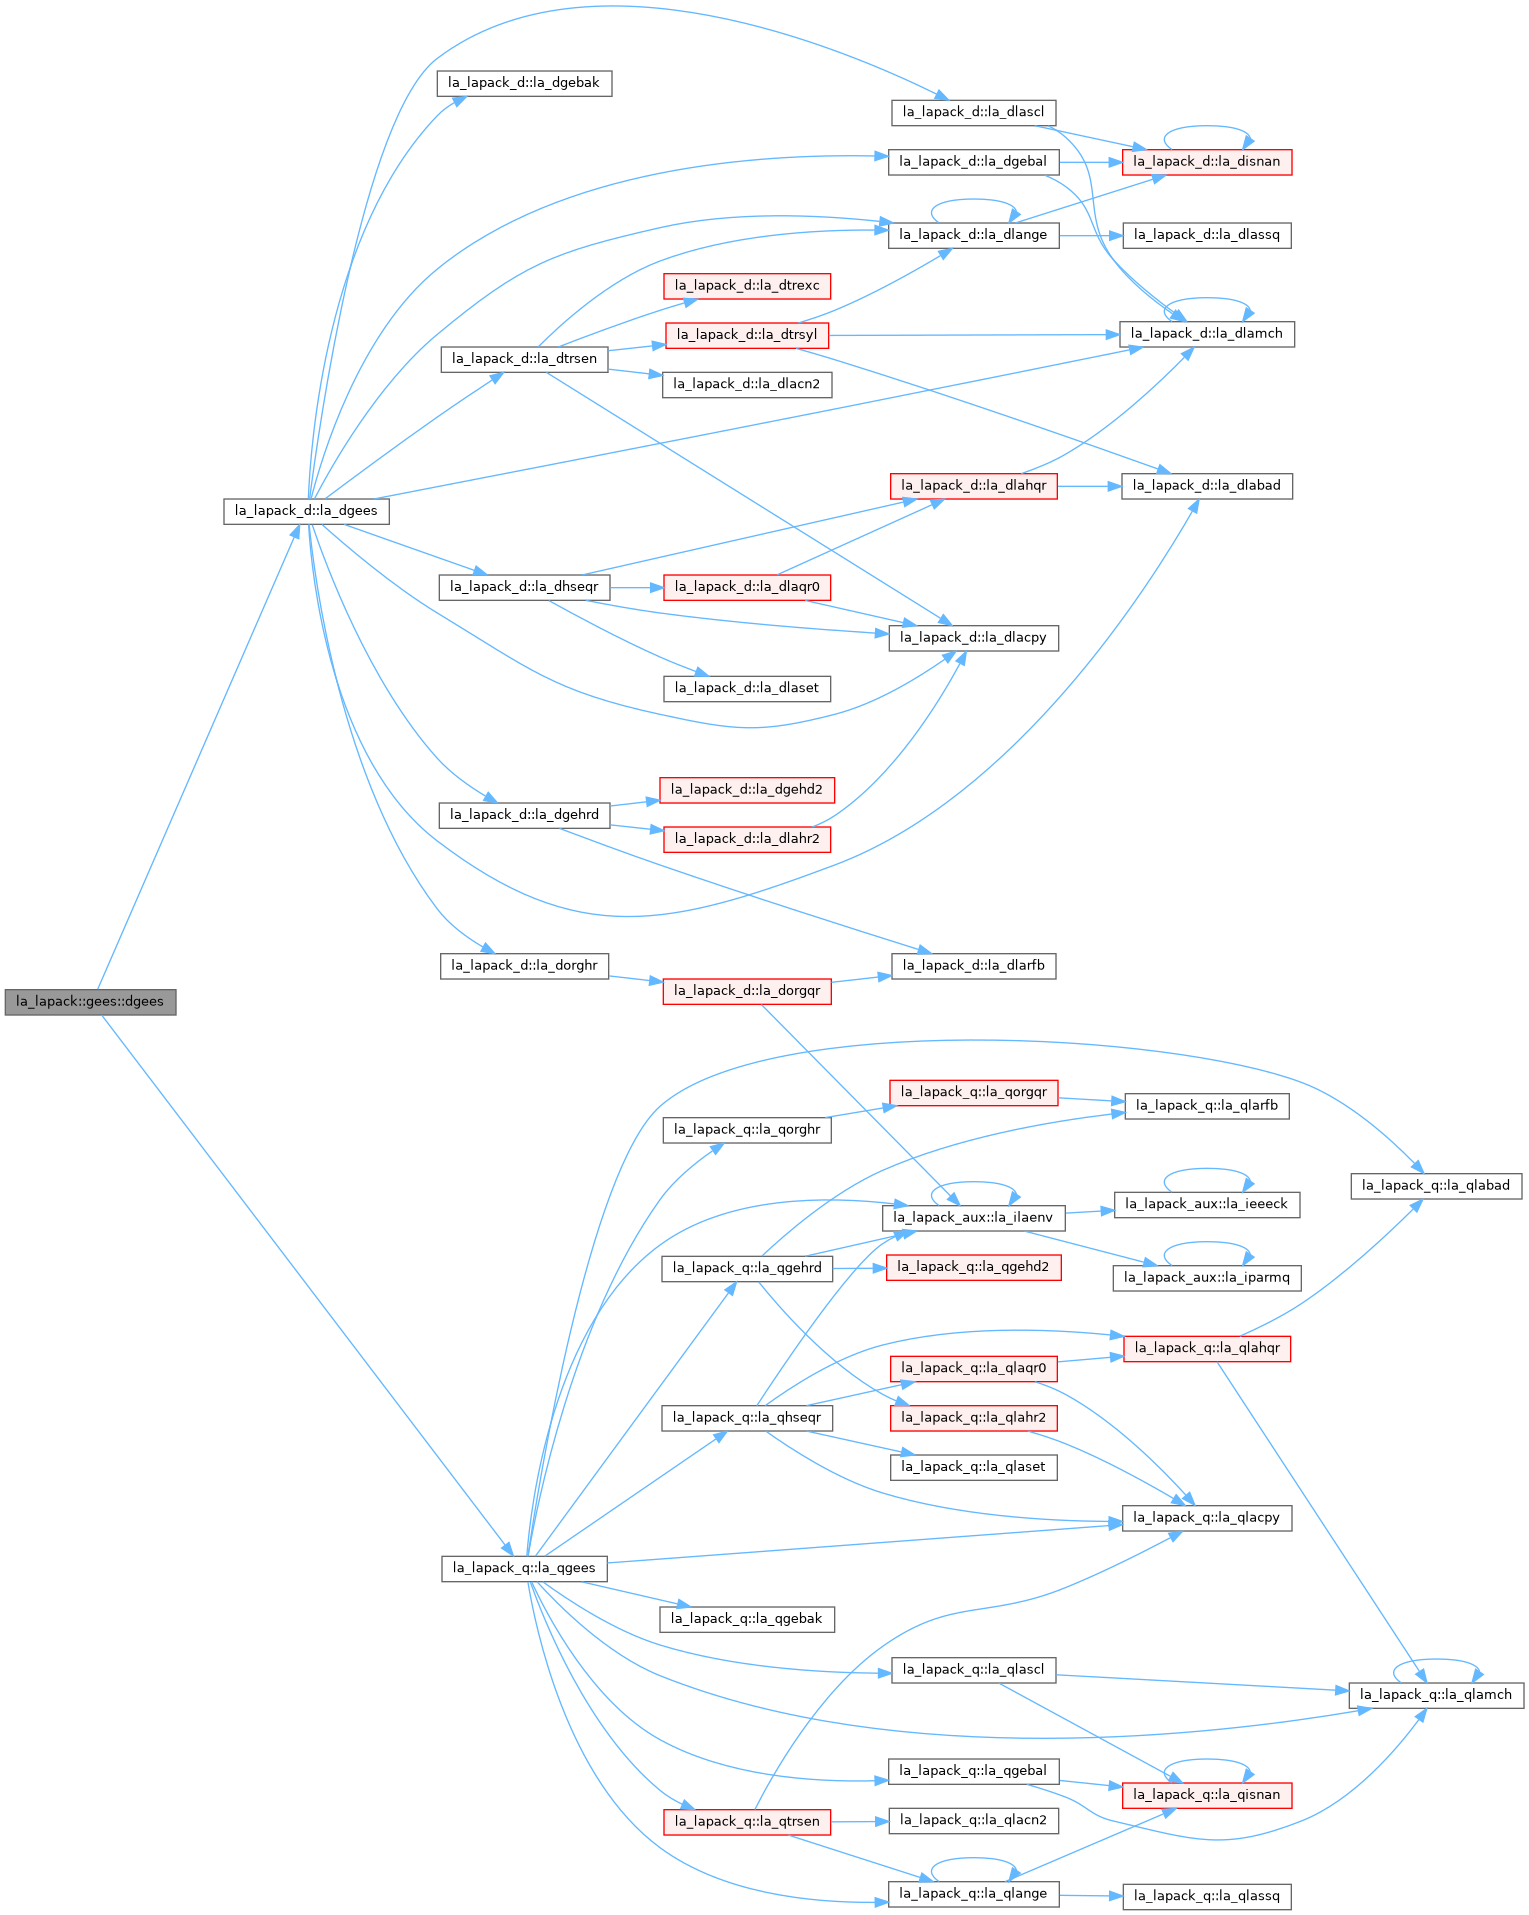 la_lapack_d::la_dgebak
la_lapack_d::la_dlascl
la_lapack_d::la_dgebal
la_lapack_d::la_disnan
la_lapack_d::la_dlange
la_lapack_d::la_dlassq
la_lapack_d::la_dtrexc
la_lapack_d::la_dtrsyl
la_lapack_d::la_dlamch
la_lapack_d::la_dtrsen
la_lapack_d::la_dlacn2
la_lapack_d::la_dlahqr
la_lapack_d::la_dlabad
la_lapack_d::la_dgees
la_lapack_d::la_dhseqr
la_lapack_d::la_dlaqr0
la_lapack_d::la_dlacpy
la_lapack_d::la_dlaset
la_lapack_d::la_dgehd2
la_lapack_d::la_dgehrd
la_lapack_d::la_dlahr2
la_lapack_d::la_dorghr
la_lapack_d::la_dlarfb
la_lapack_d::la_dorgqr
la_lapack::gees::dgees
la_lapack_q::la_qorgqr
la_lapack_q::la_qlarfb
la_lapack_q::la_qorghr
la_lapack_q::la_qlabad
la_lapack_aux::la_ieeeck
la_lapack_aux::la_ilaenv
la_lapack_q::la_qgehrd
la_lapack_q::la_qgehd2
la_lapack_aux::la_iparmq
la_lapack_q::la_qlahqr
la_lapack_q::la_qlaqr0
la_lapack_q::la_qhseqr
la_lapack_q::la_qlahr2
la_lapack_q::la_qlaset
la_lapack_q::la_qlacpy
la_lapack_q::la_qgees
la_lapack_q::la_qgebak
la_lapack_q::la_qlascl
la_lapack_q::la_qlamch
la_lapack_q::la_qgebal
la_lapack_q::la_qisnan
la_lapack_q::la_qtrsen
la_lapack_q::la_qlacn2
la_lapack_q::la_qlange
la_lapack_q::la_qlassq